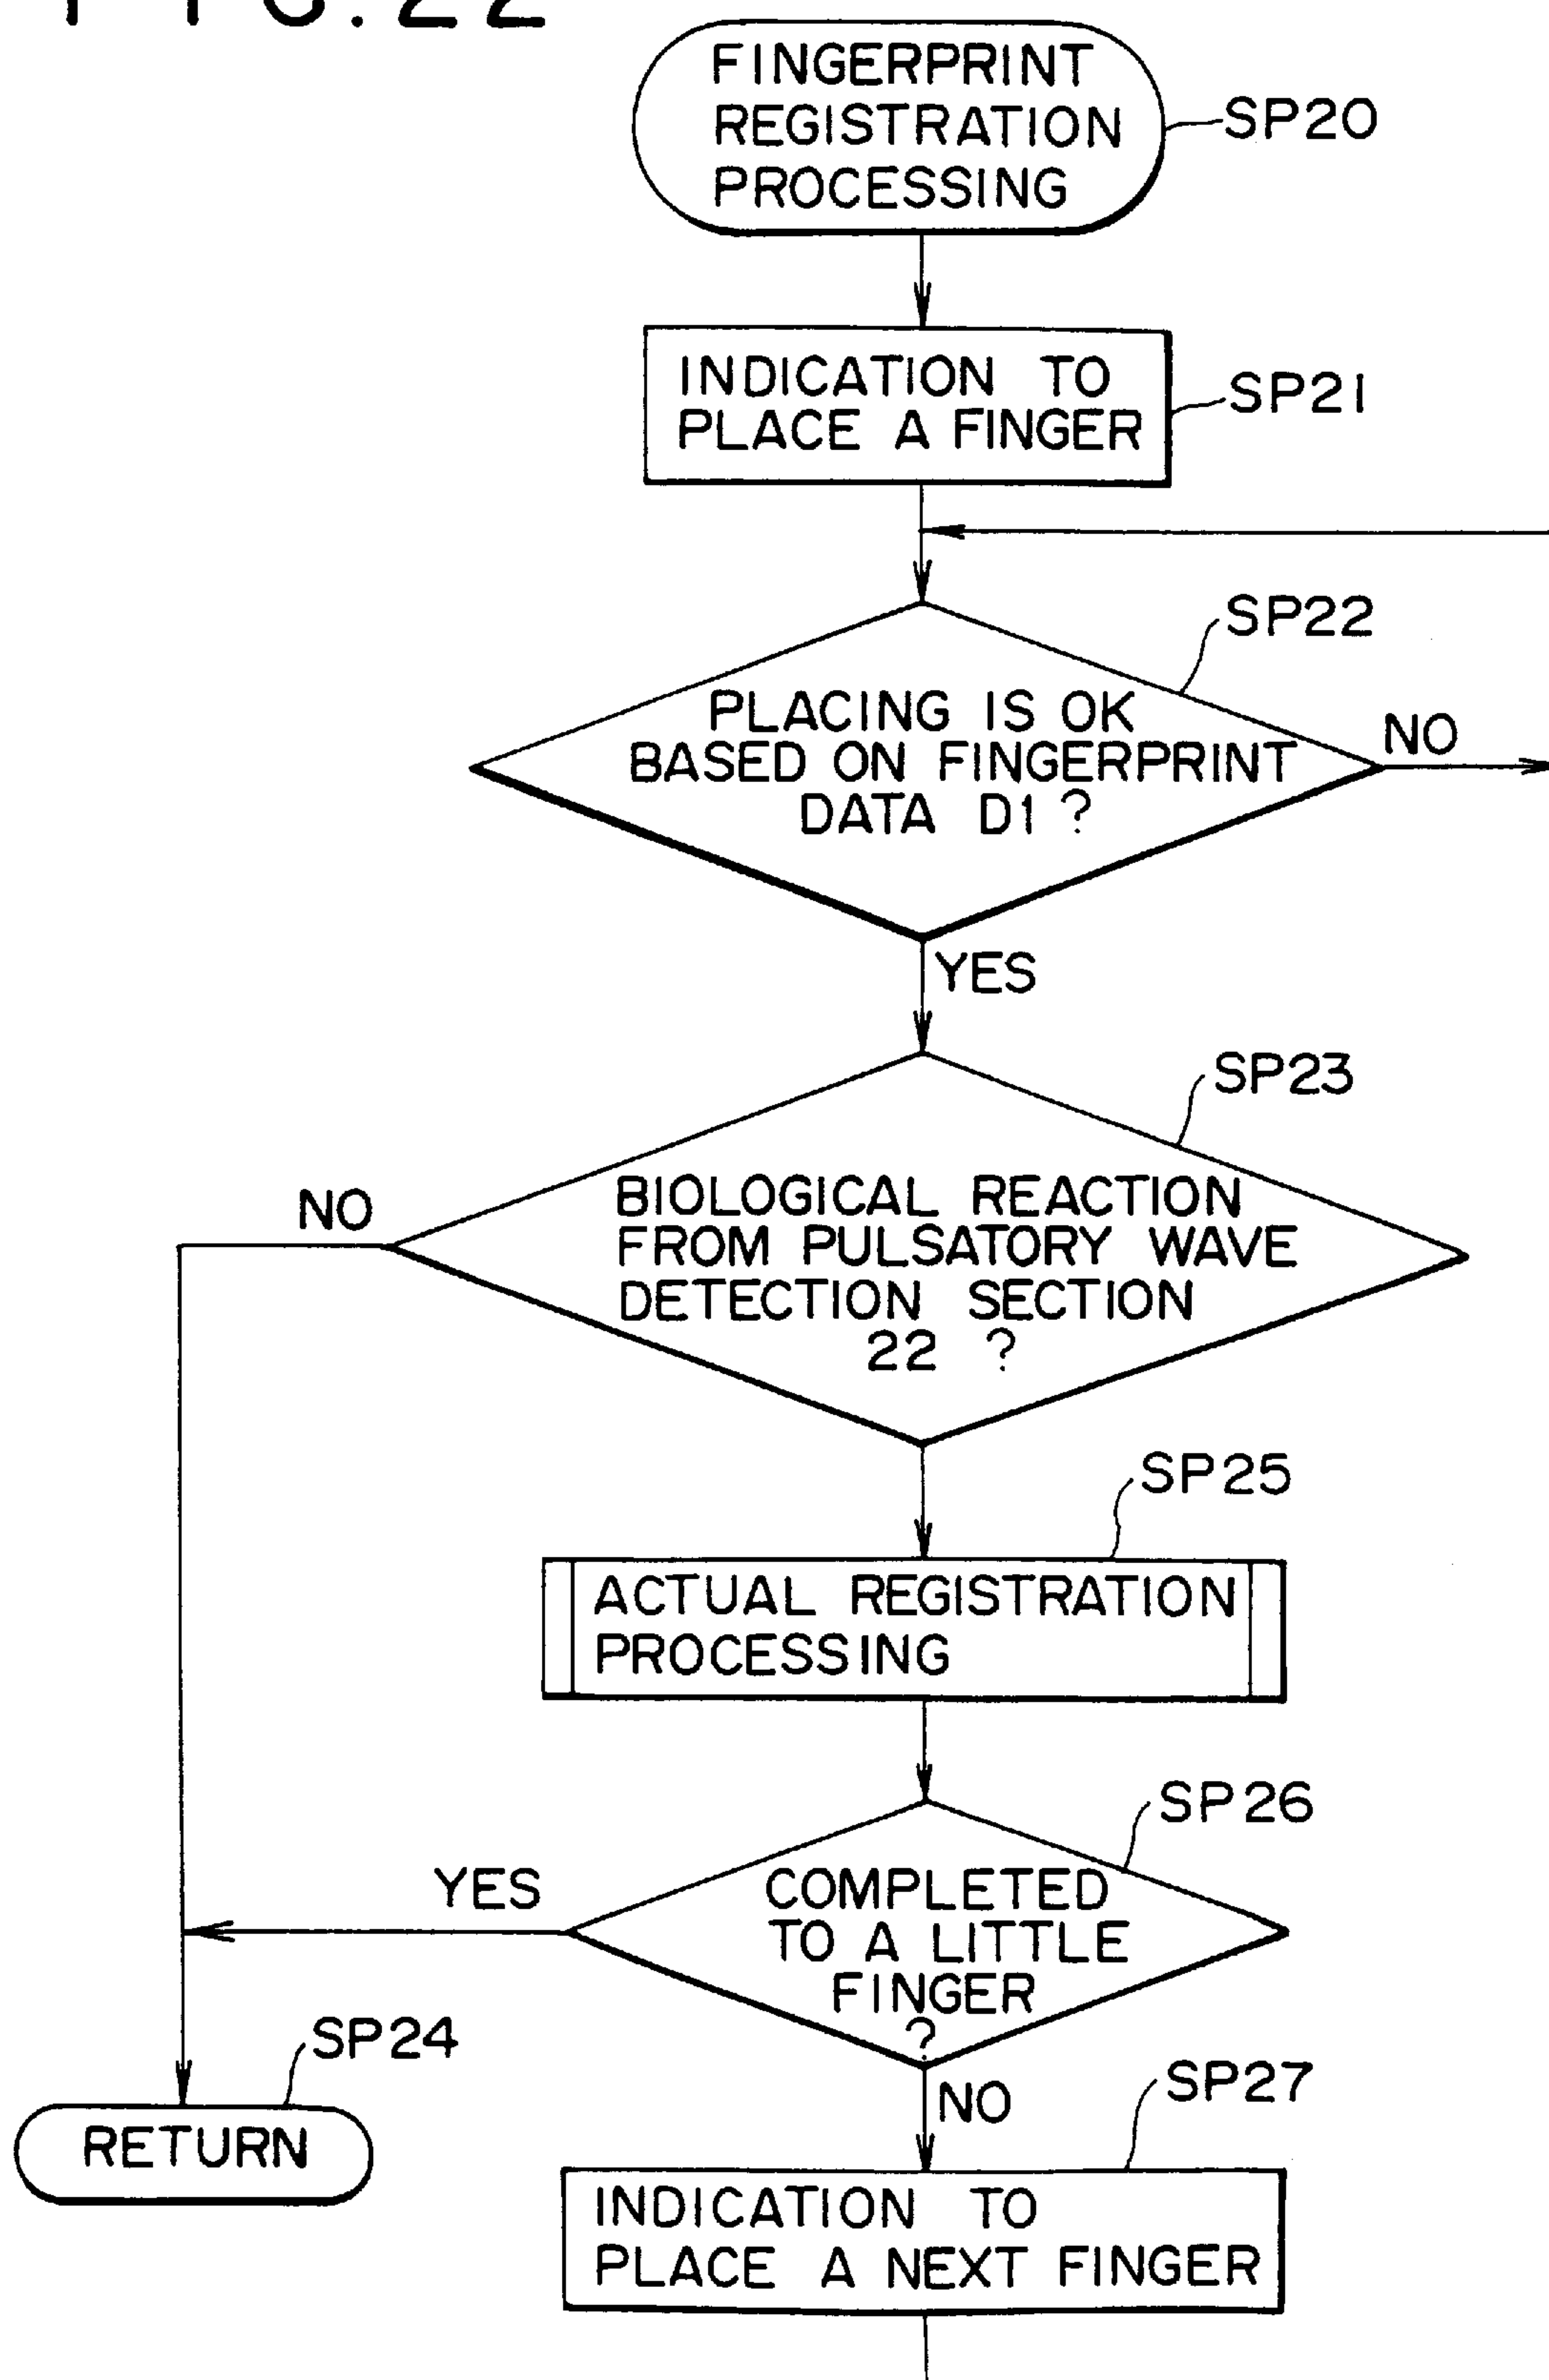 FIG.22
FINGERPRINT
REGISTRATION
PROCESSING
SP20
INDICATION TO
PLACE A FINGER
SP21
SP22
PLACING IS OK
BASED ON FINGERPRINT
DATA D1 ?
NO
YES
SP23
NO
BIOLOGICAL REACTION
FROM PULSATORY WAVE
DETECTION SECTION
22 ?
SP25
ACTUAL REGISTRATION
PROCESSING
SP26
YES
COMPLETED
TO A LITTLE
FINGER
?
SP24
NO
SP27
RETURN
INDICATION TO
PLACE A NEXT FINGER